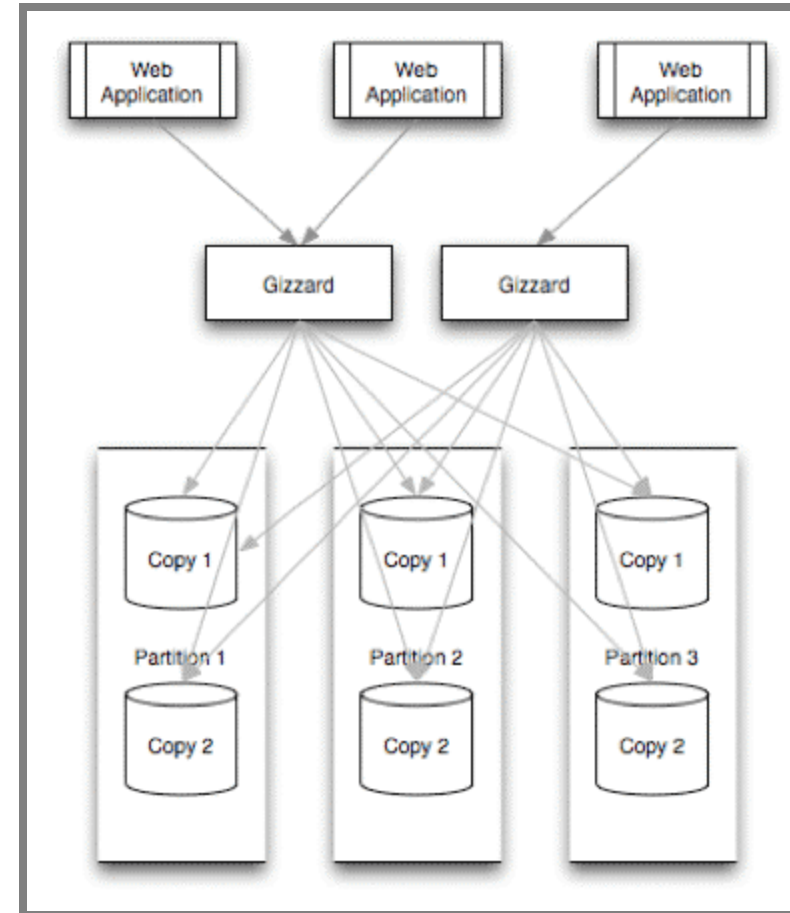 Web
Application
Web
Application
Web
Application
Gizzard
Gizzard
Copy 1
Copy 1
Copy 1
Partition 1
Partition 2
Partition 3
Copy 2
Copy 2
Copy 2